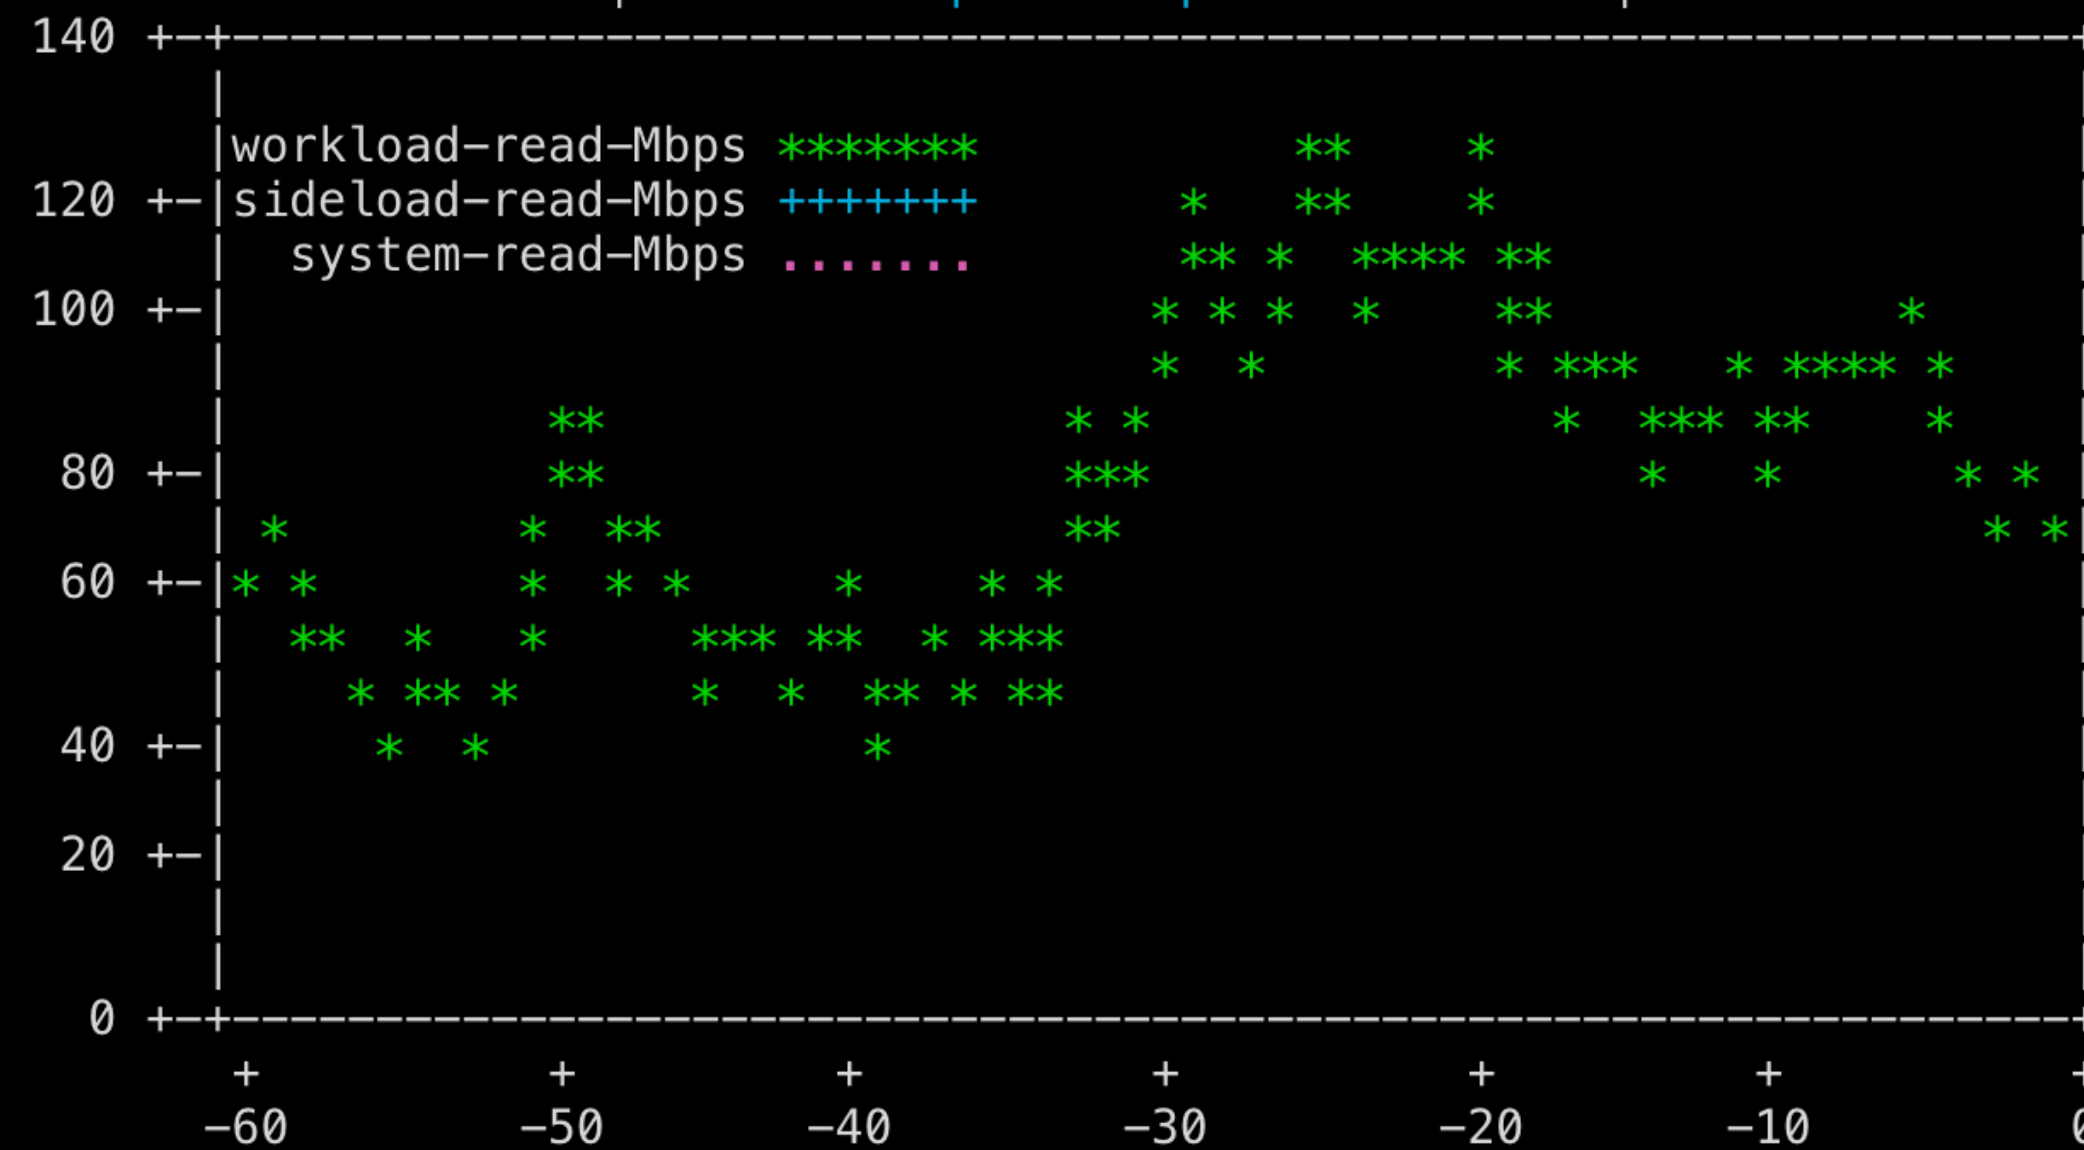 140
workload-read-Mbps *******
120 sideload-read-Mbps +++++++
system-read-Mbps .......
100
80
60
40
20
0
-60 -50 -40 -30 -20 -10 0